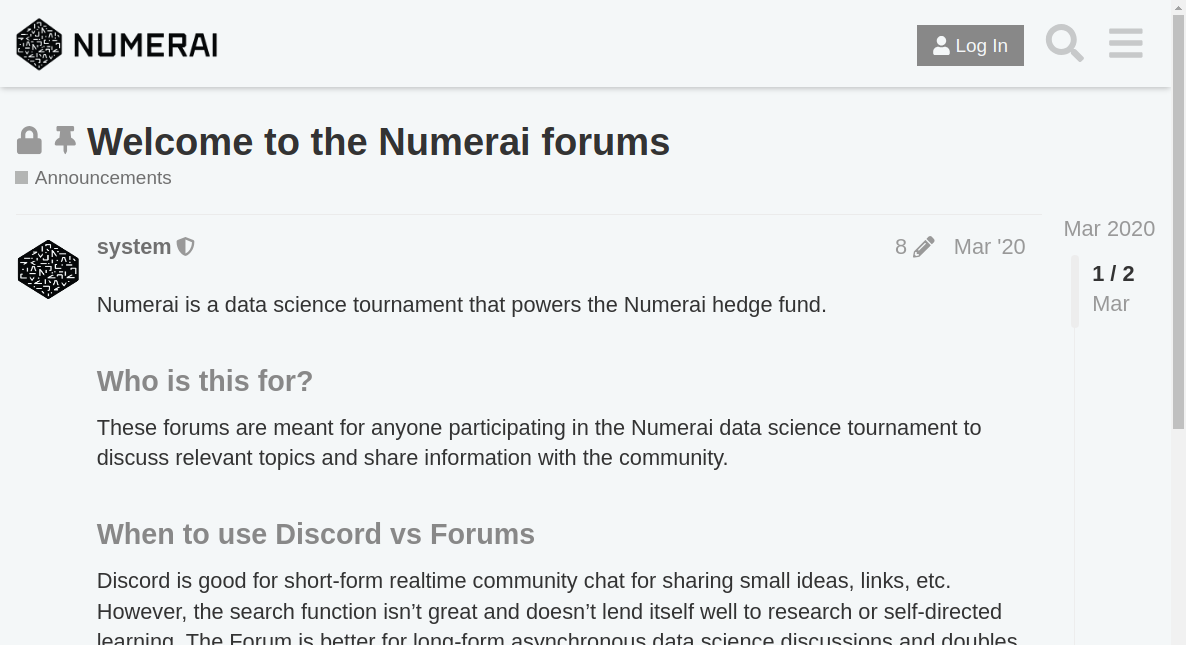 NUMERAI
Log In
Welcome to the Numerai forums
Announcements
system
8
Mar '20
Mar 2020
1 / 2
Mar
Numerai is a data science tournament that powers the Numerai hedge fund.
Who is this for?
These forums are meant for anyone participating in the Numerai data science tournament to
discuss relevant topics and share information with the community.
When to use Discord vs Forums
Discord is good for short-form realtime community chat for sharing small ideas, links, etc.
However, the search function isn’t great and doesn’t lend itself well to research or self-directed
learning. The Forum is better for long-form asynchronous data science discussions and doubles